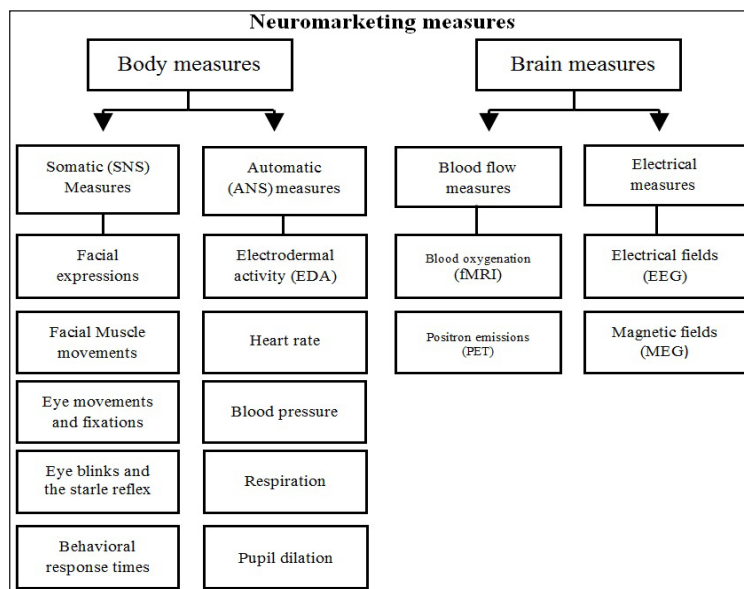 Neuromarketing measures
Body measures
Brain measures
Somatic (SNS)
Measures
Automatic
(ANS) measures
Blood flow
measures
Electrical
measures
Facial
expressions
Electrodermal
activity (EDA)
Blood oxygenation
(fMRI)
Electrical fields
(EEG)
Facial Muscle
movements
Heart rate
Positron emissions
(PET)
Magnetic fields
(MEG)
Eye movements
and fixations
Blood pressure
Eye blinks and
the starle reflex
Respiration
Behavioral
response times
Pupil dilation